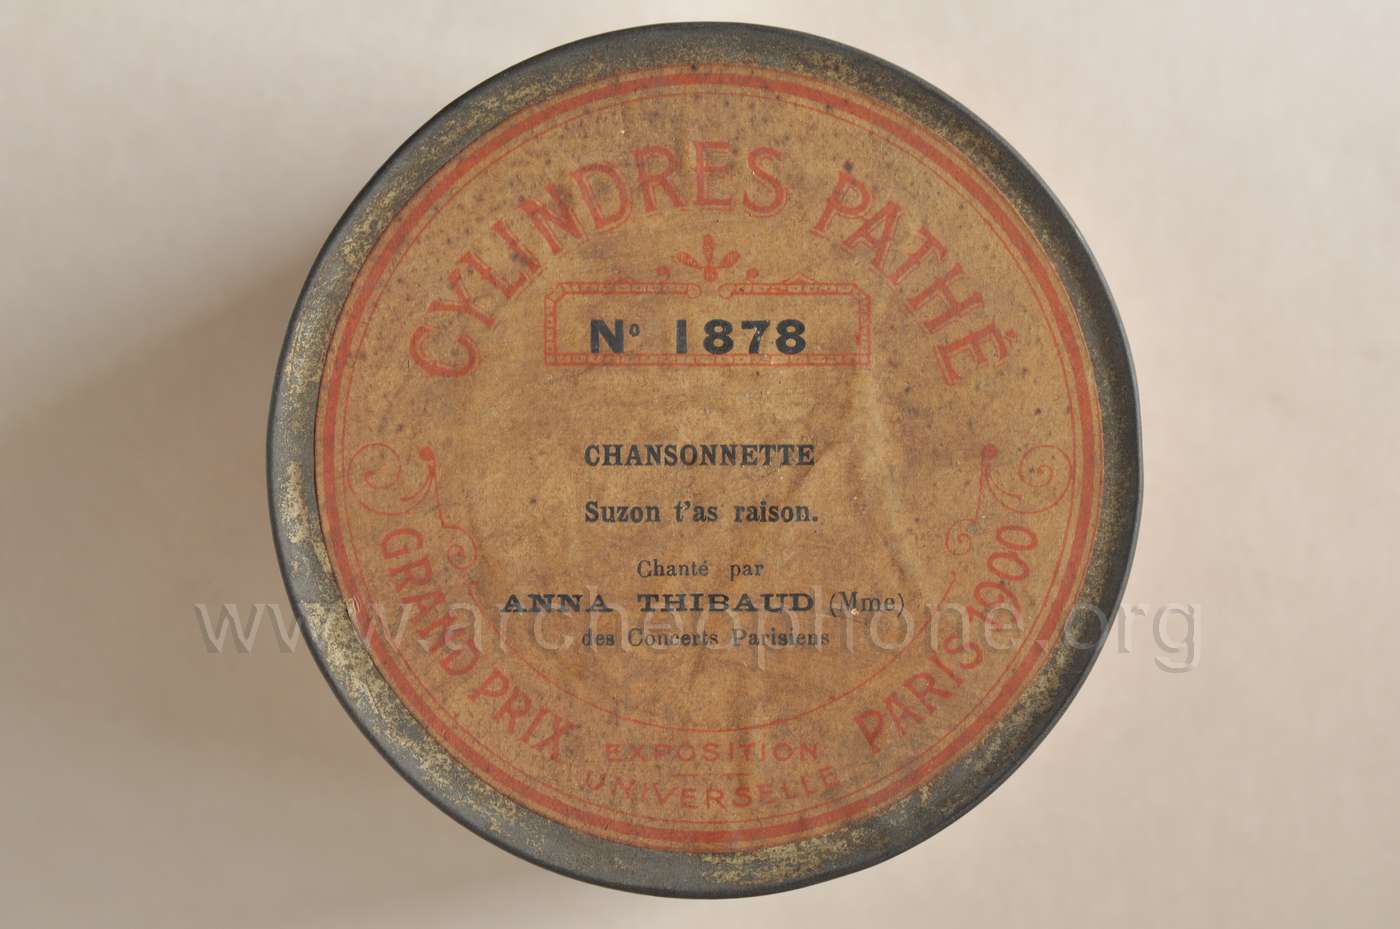 CYLINDRES PATHÉ
Nº 1878
CHANSONNETTE
Suzon t'as raison.
Chanté par
ANNA THIBAUD (Mme)
des Concerts Parisiens
www.archeophone.org
GRAND PRIX
EXPOSITION
UNIVERSELLE
PARIS 1900